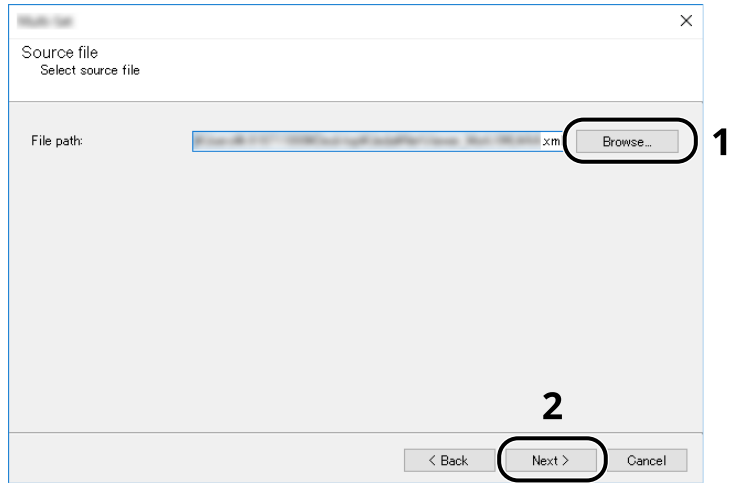 Source file
Select source file
File path:
.xm
Browse...
1
2
< Back
Next >
Cancel